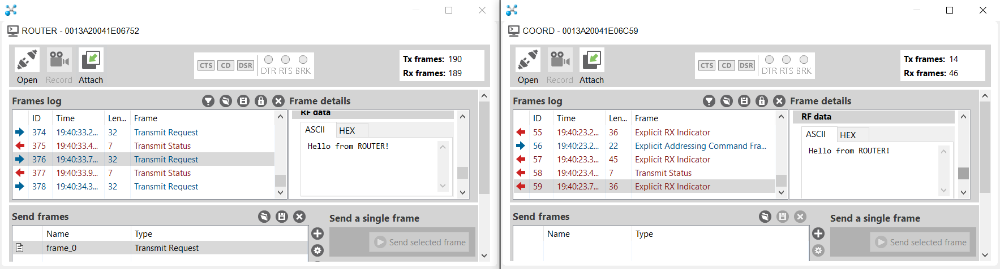 ROUTER - 0013A20041E06752
Open
Record
Attach
CTS CD DSR
DTR RTS BRK
Tx frames: 190
Rx frames: 189
Frames log
ID Time Len... Frame
374 19:40:33.2... 32 Transmit Request
375 19:40:33.4... 7 Transmit Status
376 19:40:33.7... 32 Transmit Request
377 19:40:33.9... 7 Transmit Status
378 19:40:34.3... 32 Transmit Request
Frame details
RF data
ASCII HEX
Hello from ROUTER!
Send frames
Name Type
frame_0 Transmit Request
Send a single frame
Send selected frame
COORD - 0013A20041E06C59
Open
Record
Attach
CTS CD DSR
DTR RTS BRK
Tx frames: 14
Rx frames: 46
Frames log
ID Time Len... Frame
55 19:40:23.2... 36 Explicit RX Indicator
56 19:40:23.2... 22 Explicit Addressing Command Fra...
57 19:40:23.3... 45 Explicit RX Indicator
58 19:40:23.4... 7 Transmit Status
59 19:40:23.7... 36 Explicit RX Indicator
Frame details
RF data
ASCII HEX
Hello from ROUTER!
Send frames
Name Type
Send a single frame
Send selected frame